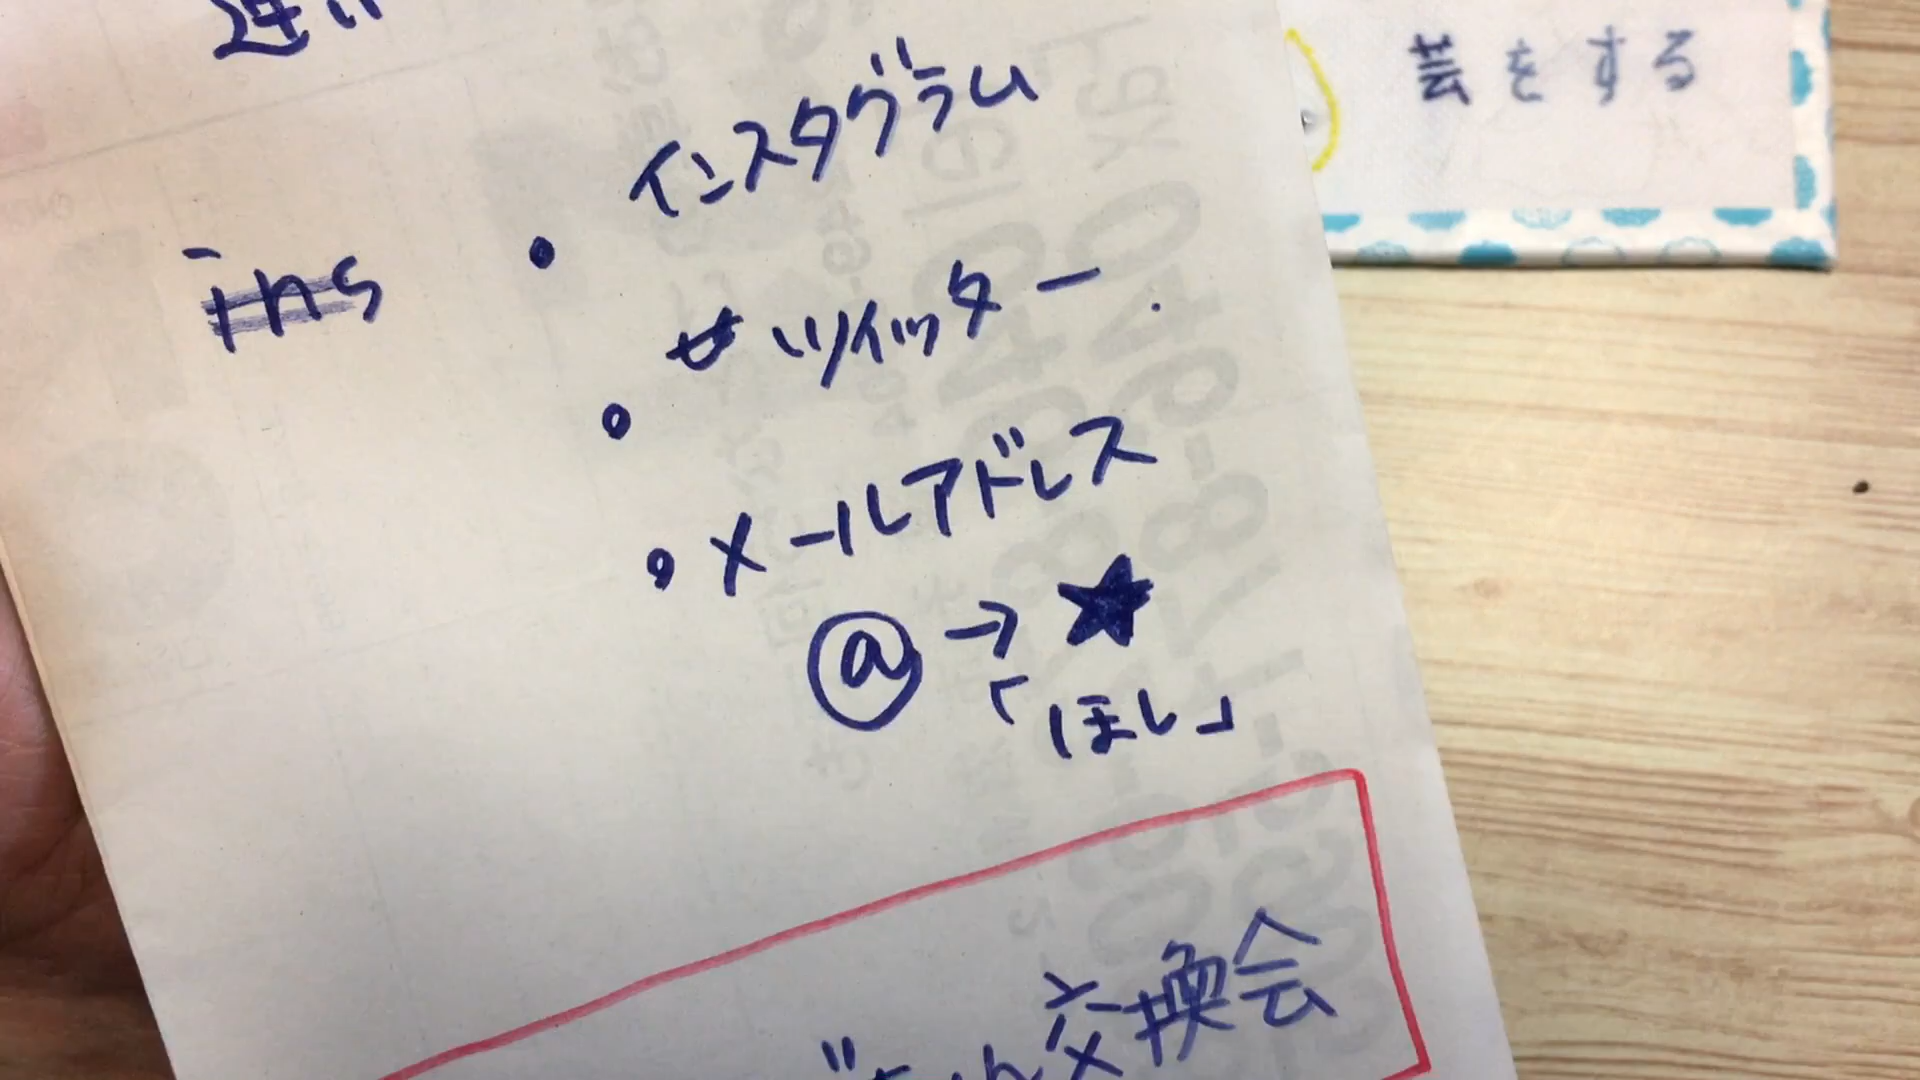 芸をする
インスタグラム
ins
ツイッター
・メールアドレス
@→★
「ほし」
交換会